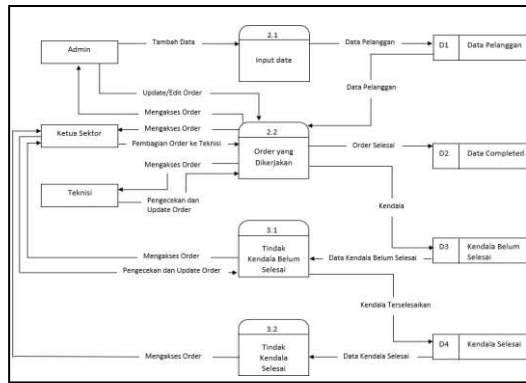 2.1
Admin
Tambah Data
Input data
Data Pelanggan
D1
Data Pelanggan
Data Pelanggan
Update/Edit Order
Mengakses Order
2.2
Ketua Sektor
Mengakses Order
Pembagian Order ke Teknisi
Order yang
Dikerjakan
Order Selesai
D2
Data Completed
Mengakses Order
Teknisi
Pengecekan dan
Update Order
Kendala
3.1
D3
Kendala Belum
Selesai
Mengakses Order
Tindak
Kendala Belum
Selesai
Data Kendala Belum Selesai
Pengecekan dan Update Order
Kendala Terselesaikan
3.2
D4
Kendala Selesai
Mengakses Order
Tindak
Kendala
Selesai
Data Kendala Selesai